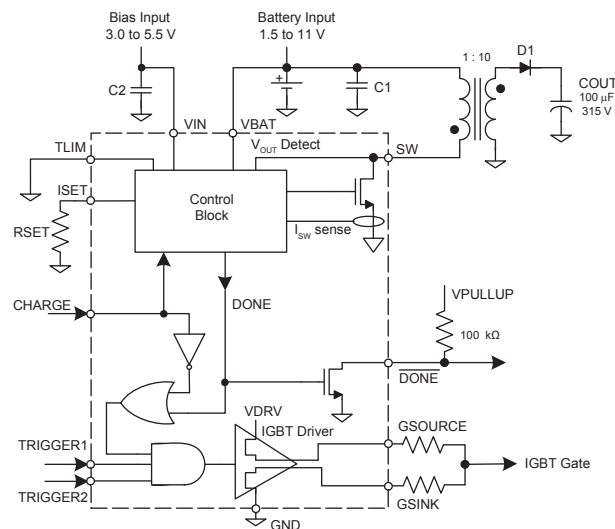 Bias Input
3.0 to 5.5 V
Battery Input
1.5 to 11 V
1 : 10
D1
C2
C1
COUT
100 μF
315 V
VIN
VBAT
TLIM
VOUT Detect
SW
ISET
Control
Block
RSET
ISW sense
DONE
VPULLUP
CHARGE
100 kΩ
DONE
VDRV
IGBT Driver
GSOURCE
TRIGGER1
IGBT Gate
TRIGGER2
GSINK
GND